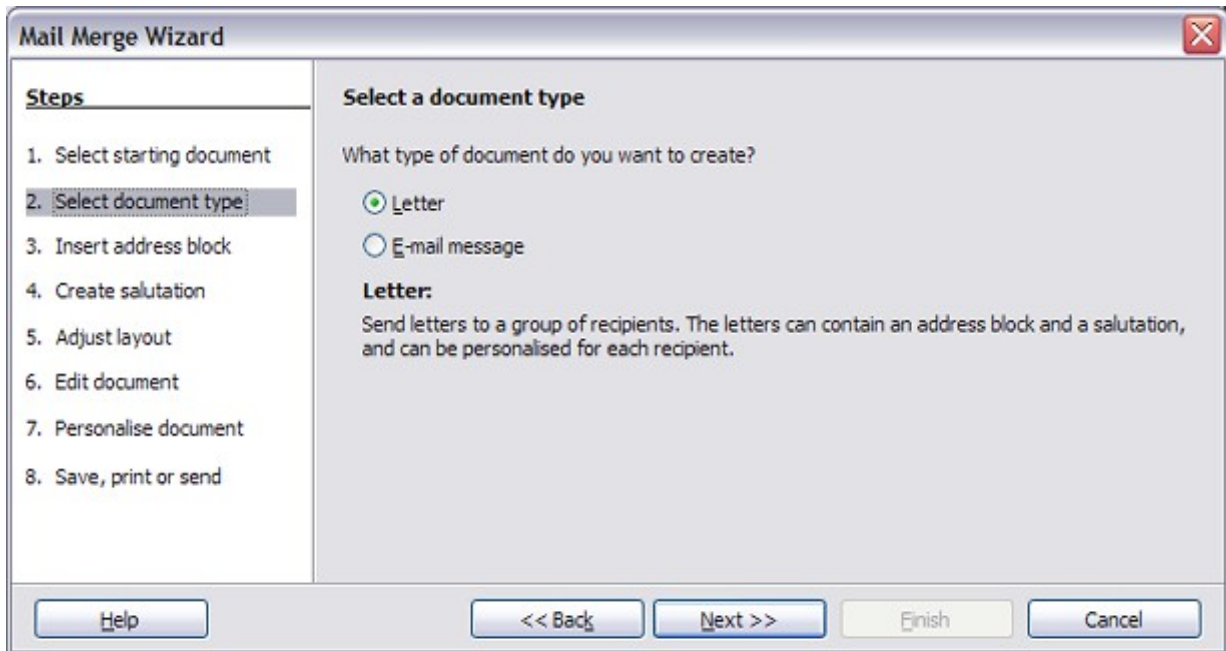 Mail Merge Wizard
Steps
1. Select starting document
2. Select document type
3. Insert address block
4. Create salutation
5. Adjust layout
6. Edit document
7. Personalise document
8. Save, print or send
Select a document type
What type of document do you want to create?
Letter
E-mail message
Letter:
Send letters to a group of recipients. The letters can contain an address block and a salutation,
and can be personalised for each recipient.
Help
<< Back
Next >>
Finish
Cancel